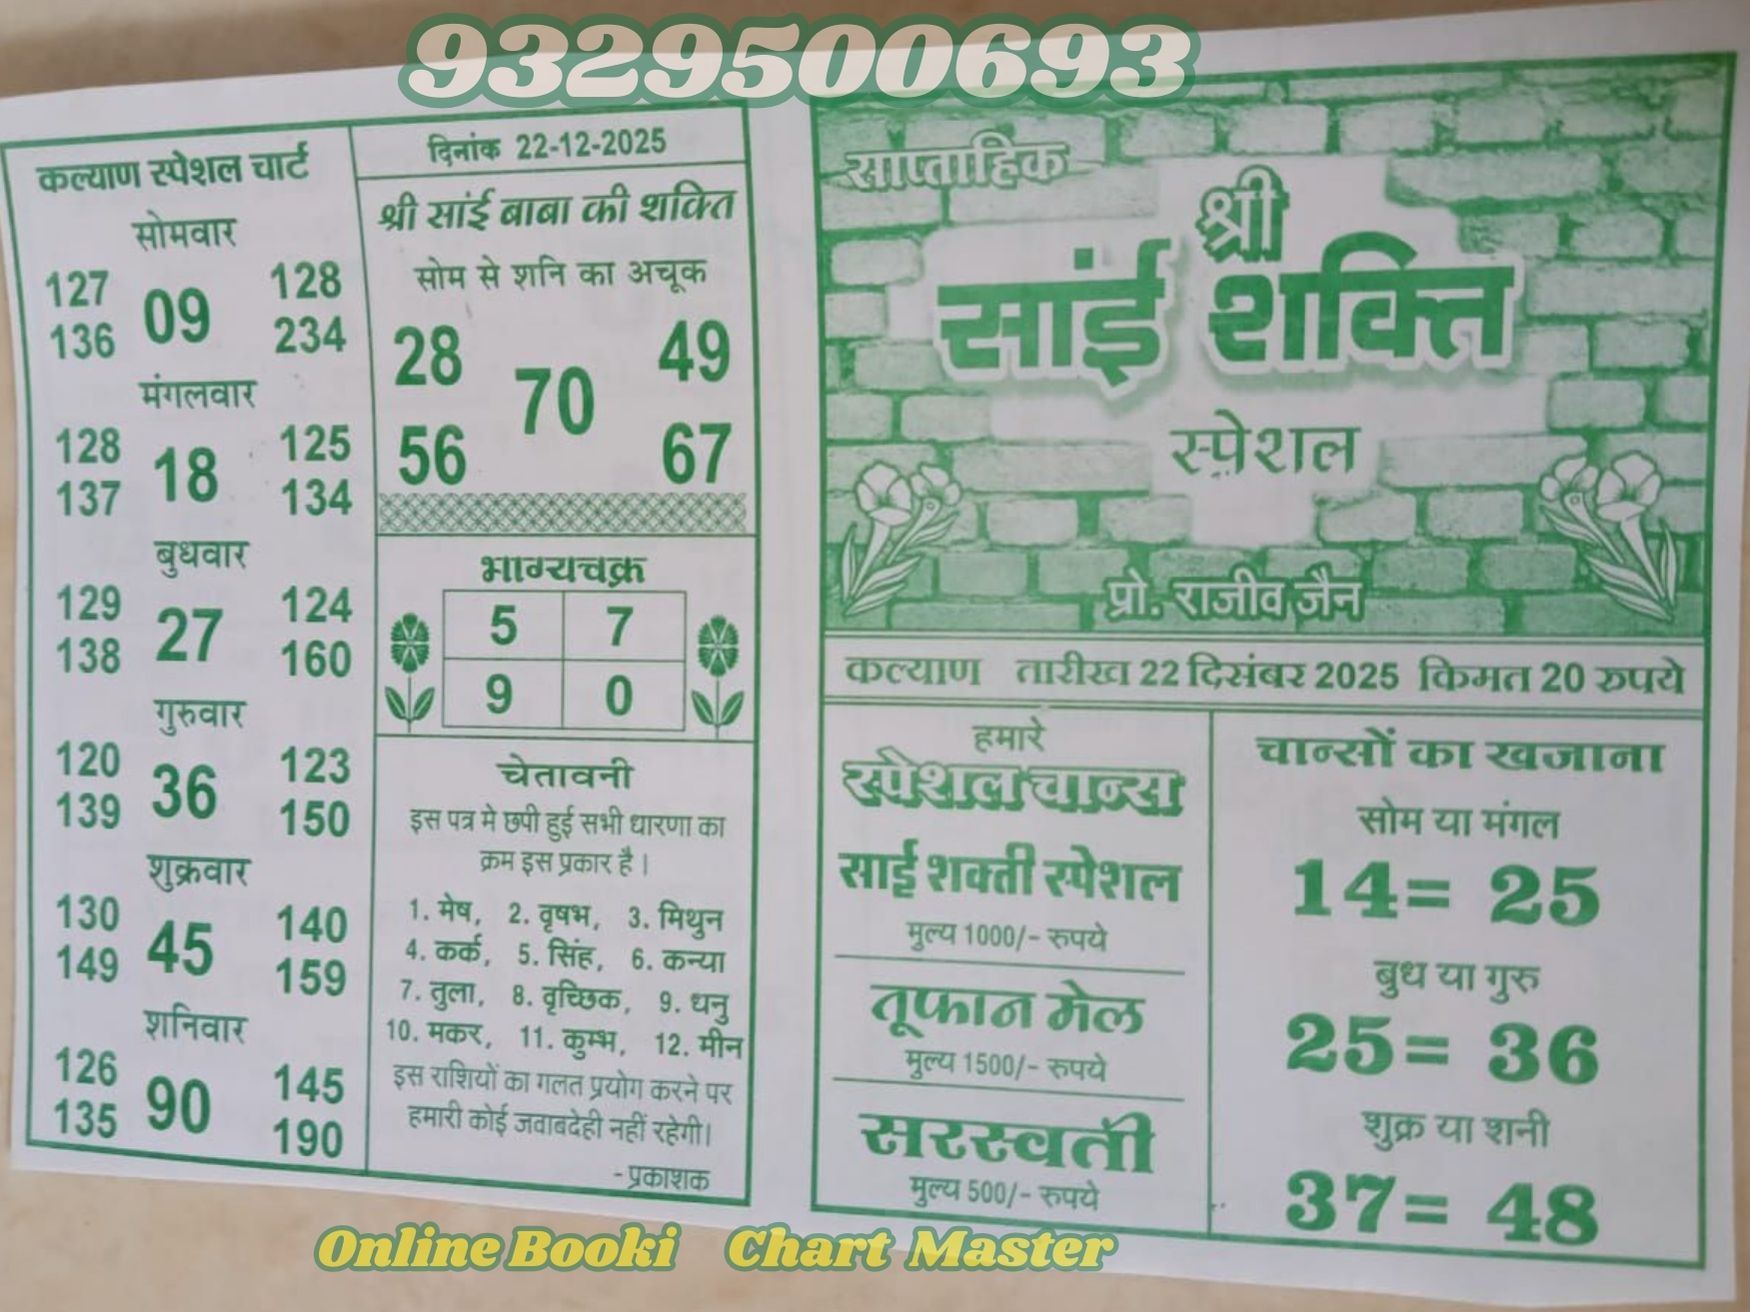 9329500693
कल्याण स्पेशल चार्ट
सोमवार
127 128
09
136 234
मंगलवार
128 125
18
137 134
बुधवार
129 124
27
138 160
गुरुवार
120 123
36
139 150
शुक्रवार
130 140
45
149 159
शनिवार
126 145
90
135 190
दिनांक 22-12-2025
श्री सांई बाबा की शक्ति
सोम से शनि का अचूक
28 49
70
56 67
भाग्यचक्र
5 7
9 0
चेतावनी
इस पत्र मे छपी हुई सभी धारणा का
क्रम इस प्रकार है ।
1. मेष, 2. वृषभ, 3. मिथुन
4. कर्क, 5. सिंह, 6. कन्या
7. तुला, 8. वृच्छिक, 9. धनु
10. मकर, 11. कुम्भ, 12. मीन
इस राशियों का गलत प्रयोग करने पर
हमारी कोई जवाबदेही नहीं रहेगी।
- प्रकाशक
साप्ताहिक
श्री
सांई शक्ति
स्पेशल
प्रो. राजीव जैन
कल्याण तारीख 22 दिसंबर 2025 किमत 20 रुपये
हमारे
स्पेशल चान्स
साई शक्ती स्पेशल
मुल्य 1000/- रुपये
तूफान मेल
मुल्य 1500/- रुपये
सरस्वती
मुल्य 500/- रुपये
चान्सों का खजाना
सोम या मंगल
14= 25
बुध या गुरु
25= 36
शुक्र या शनी
37= 48
Online Booki Chart Master